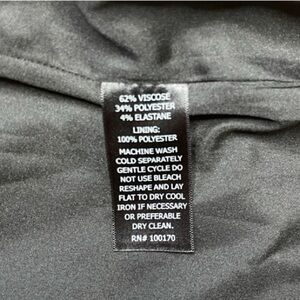 62% VISCOSE
34% POLYESTER
4% ELASTANE
LINING:
100% POLYESTER
MACHINE WASH
COLD SEPARATELY
GENTLE CYCLE DO
NOT USE BLEACH
RESHAPE AND LAY
FLAT TO DRY COOL
IRON IF NECESSARY
OR PREFERABLE
DRY CLEAN.
RN# 100170